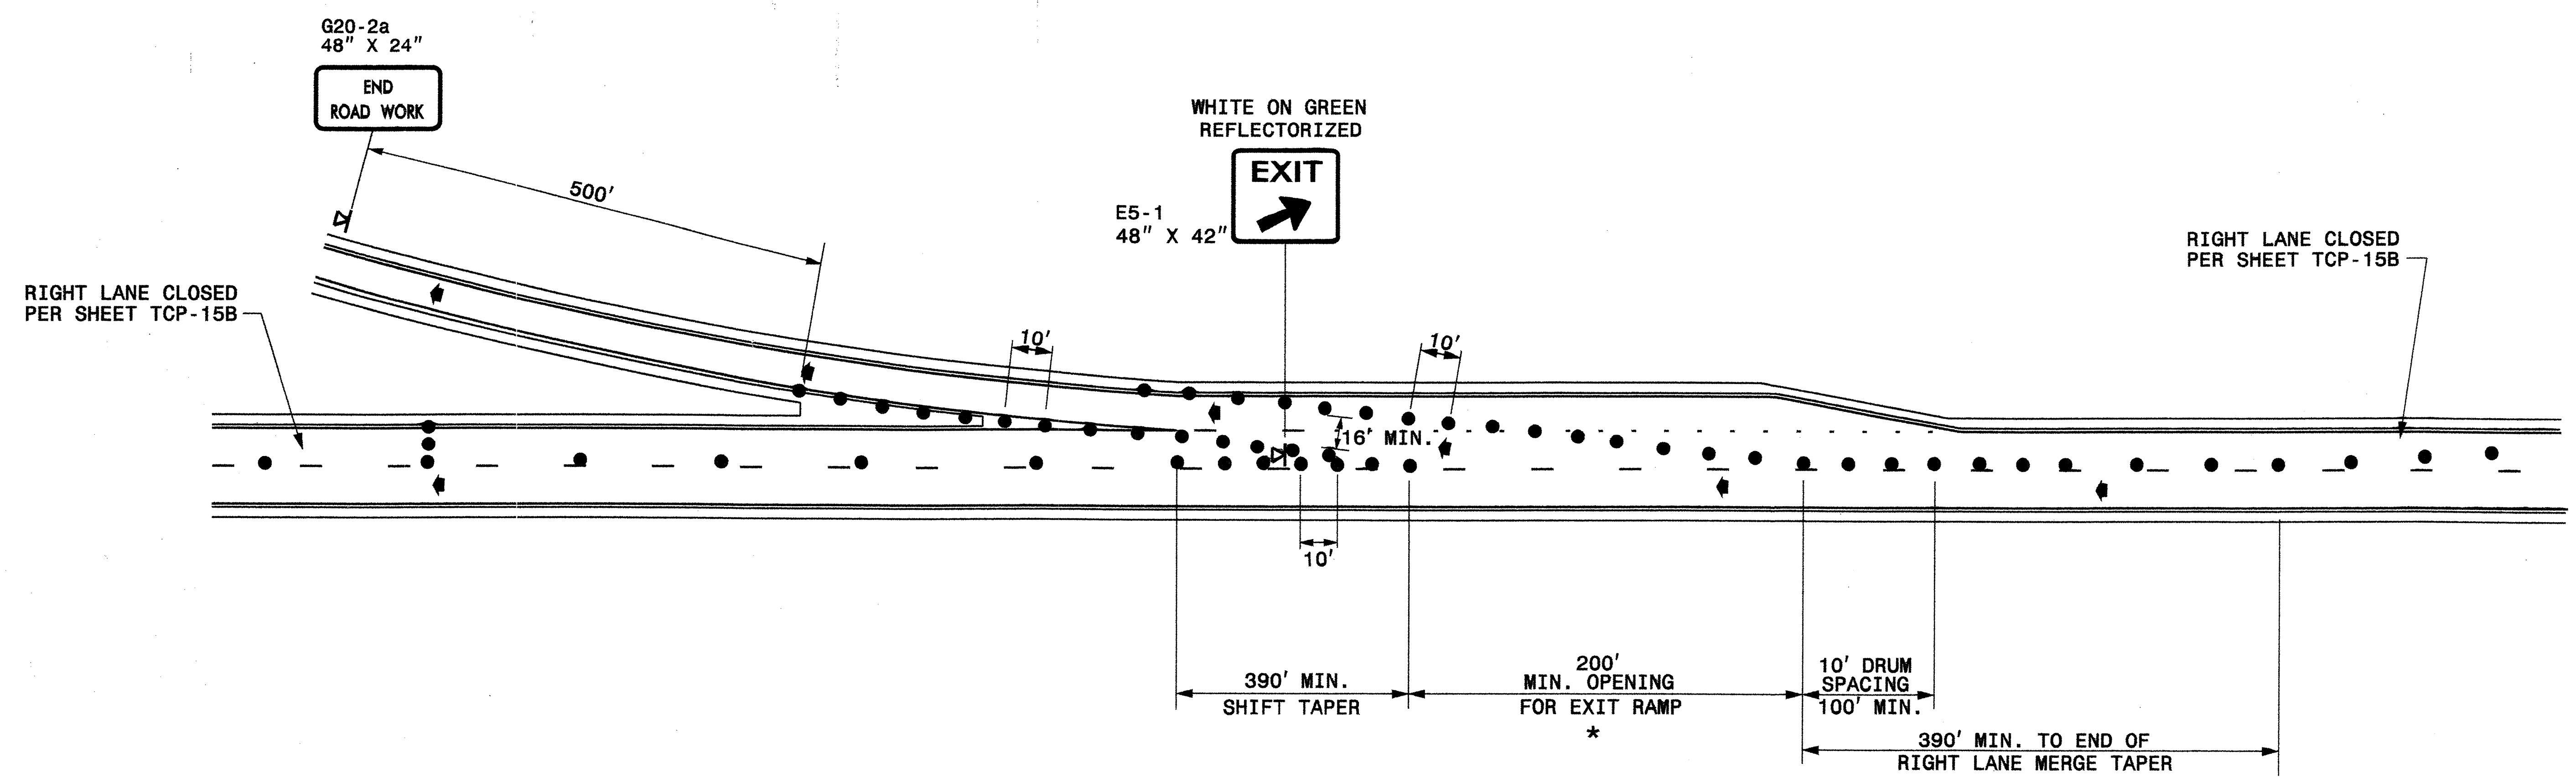 G20-2a
48" X 24"
END
ROAD WORK
500'
WHITE ON GREEN
REFLECTORIZED
EXIT
E5-1
48" X 42"
RIGHT LANE CLOSED
PER SHEET TCP-15B
RIGHT LANE CLOSED
PER SHEET TCP-15B
10'
10'
16' MIN.
10'
390' MIN.
SHIFT TAPER
200'
MIN. OPENING
FOR EXIT RAMP
*
10' DRUM
SPACING
100' MIN.
390' MIN. TO END OF
RIGHT LANE MERGE TAPER